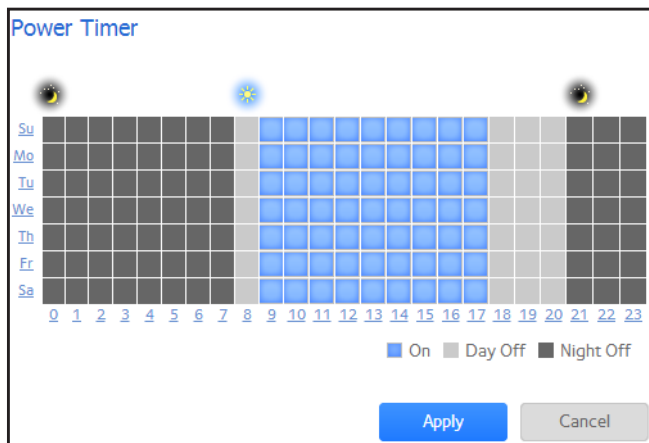 Power Timer
Su
Mo
Tu
We
Th
Fr
Sa
0 1 2 3 4 5 6 7 8 9 10 11 12 13 14 15 16 17 18 19 20 21 22 23
On Day Off Night Off
Apply Cancel